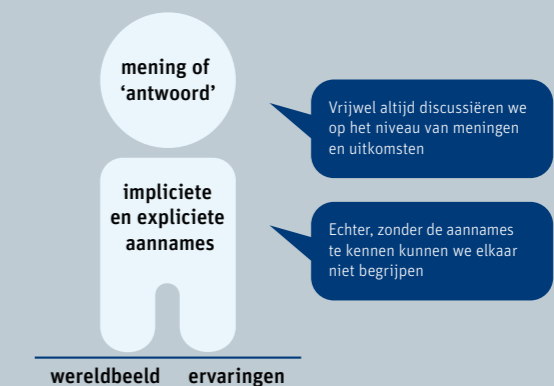 mening of
‘antwoord’
Vrijwel altijd discussiëren we
op het niveau van meningen
en uitkomsten
impliciete
en expliciete
aannames
Echter, zonder de aannames
te kennen kunnen we elkaar
niet begrijpen
wereldbeeld ervaringen